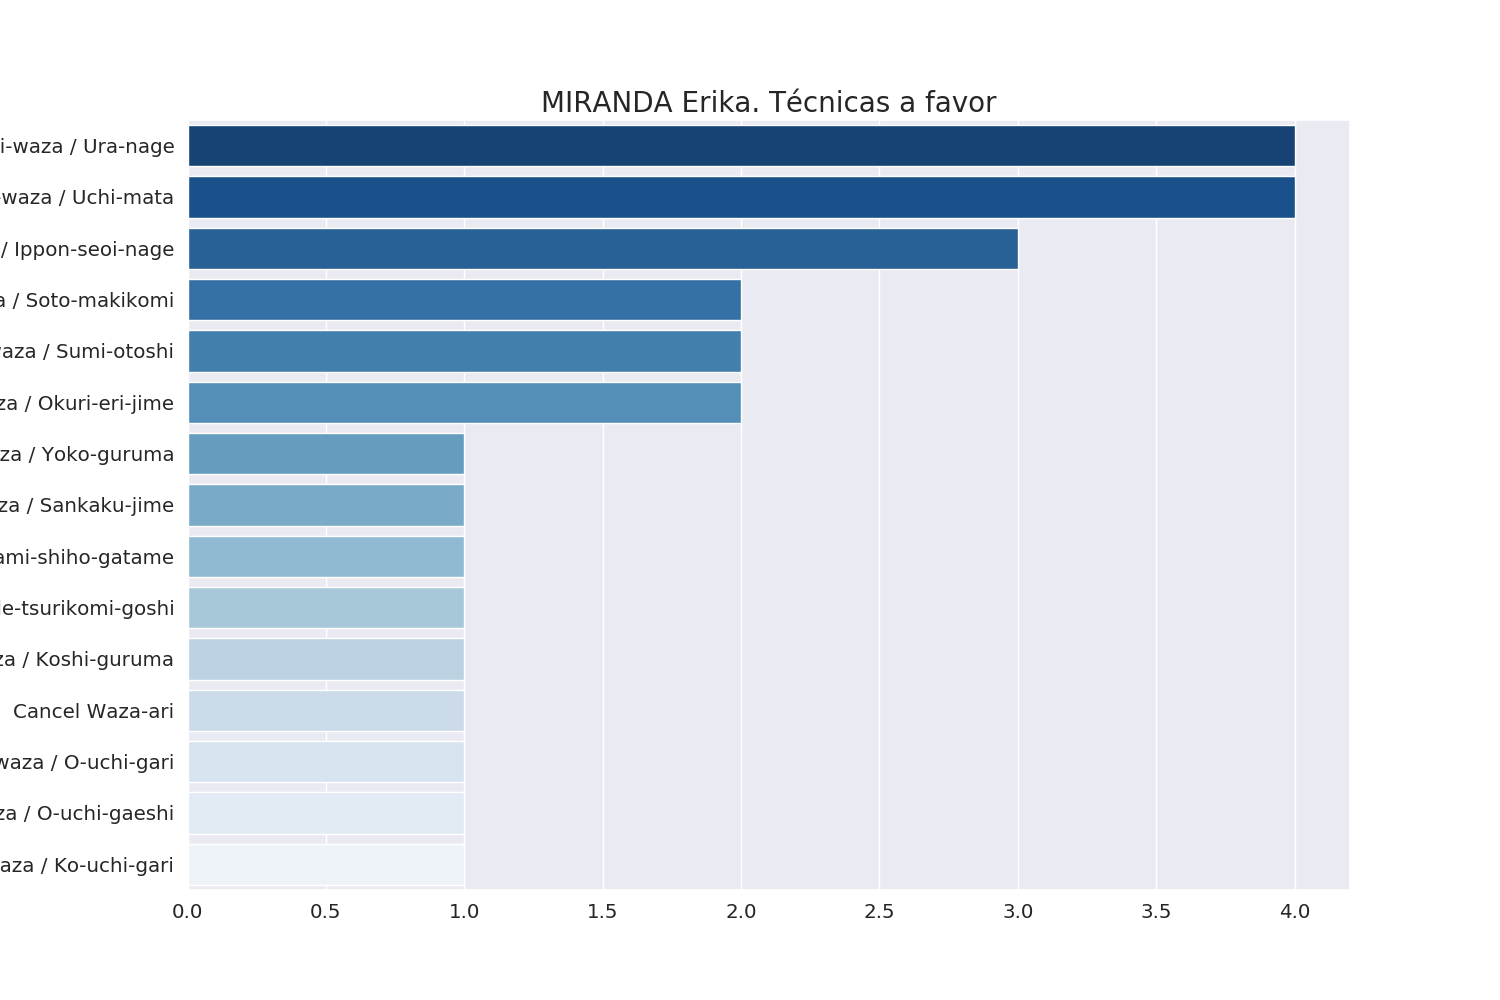 MIRANDA Erika. Técnicas a favor
i-waza / Ura-nage
-waza / Uchi-mata
/ Ippon-seoi-nage
a / Soto-makikomi
waza / Sumi-otoshi
za / Okuri-eri-jime
za / Yoko-guruma
za / Sankaku-jime
ami-shiho-gatame
de-tsurikomi-goshi
za / Koshi-guruma
Cancel Waza-ari
waza / O-uchi-gari
za / O-uchi-gaeshi
aza / Ko-uchi-gari
0.0 0.5 1.0 1.5 2.0 2.5 3.0 3.5 4.0